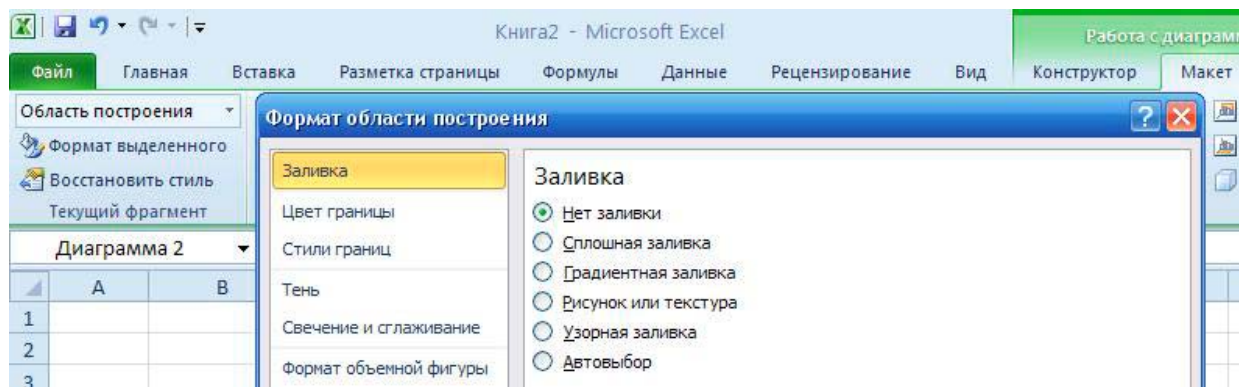 Книга2 - Microsoft Excel
Работа с диаграмм
Файл Главная Вставка Разметка страницы Формулы Данные Рецензирование Вид Конструктор Макет
Область построения
Формат выделенного
Восстановить стиль
Текущий фрагмент
Диаграмма 2
A B
1
2
3
Формат области построения
Заливка
Цвет границы
Стили границ
Тень
Свечение и сглаживание
Формат объемной фигуры
Заливка
Нет заливки
Сплошная заливка
Градиентная заливка
Рисунок или текстура
Узорная заливка
Автовыбор